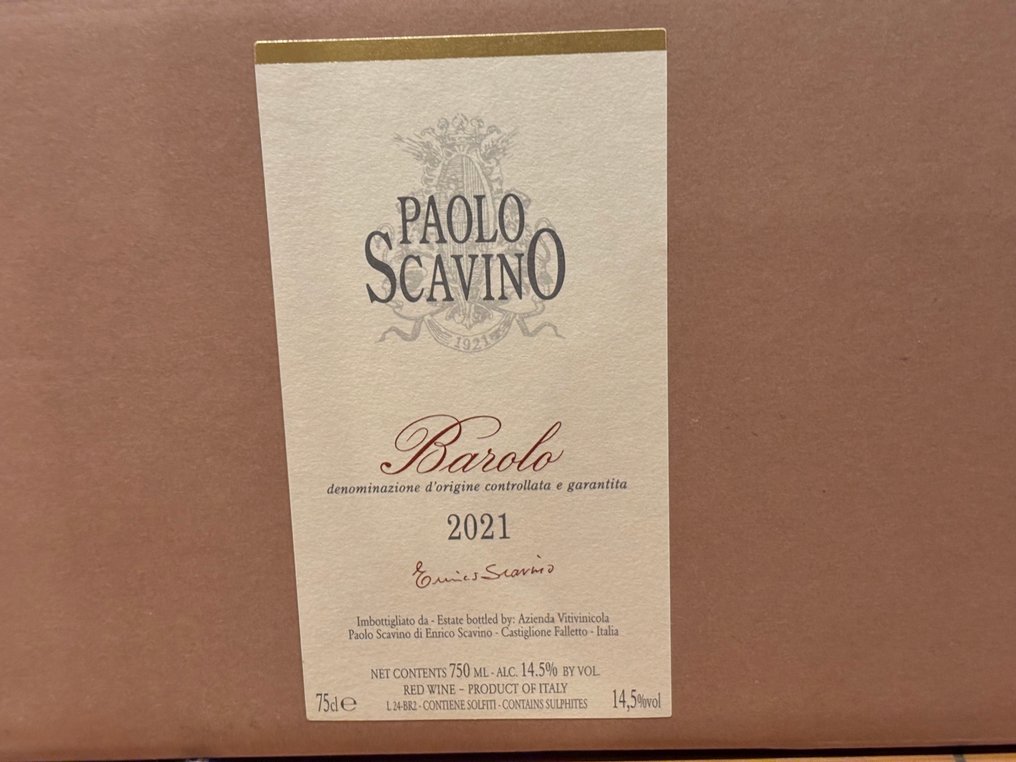 PAOLO
SCAVINO
1921
Barolo
denominazione d'origine controllata e garantita
2021
Enrico Scavino
Imbottigliato da - Estate bottled by: Azienda Vitivinicola
Paolo Scavino di Enrico Scavino - Castiglione Falletto - Italia
NET CONTENTS 750 ML - ALC. 14.5% BY VOL.
RED WINE - PRODUCT OF ITALY
75cl e L 24-BR2 - CONTIENE SOLFITI - CONTAINS SULPHITES 14,5%vol